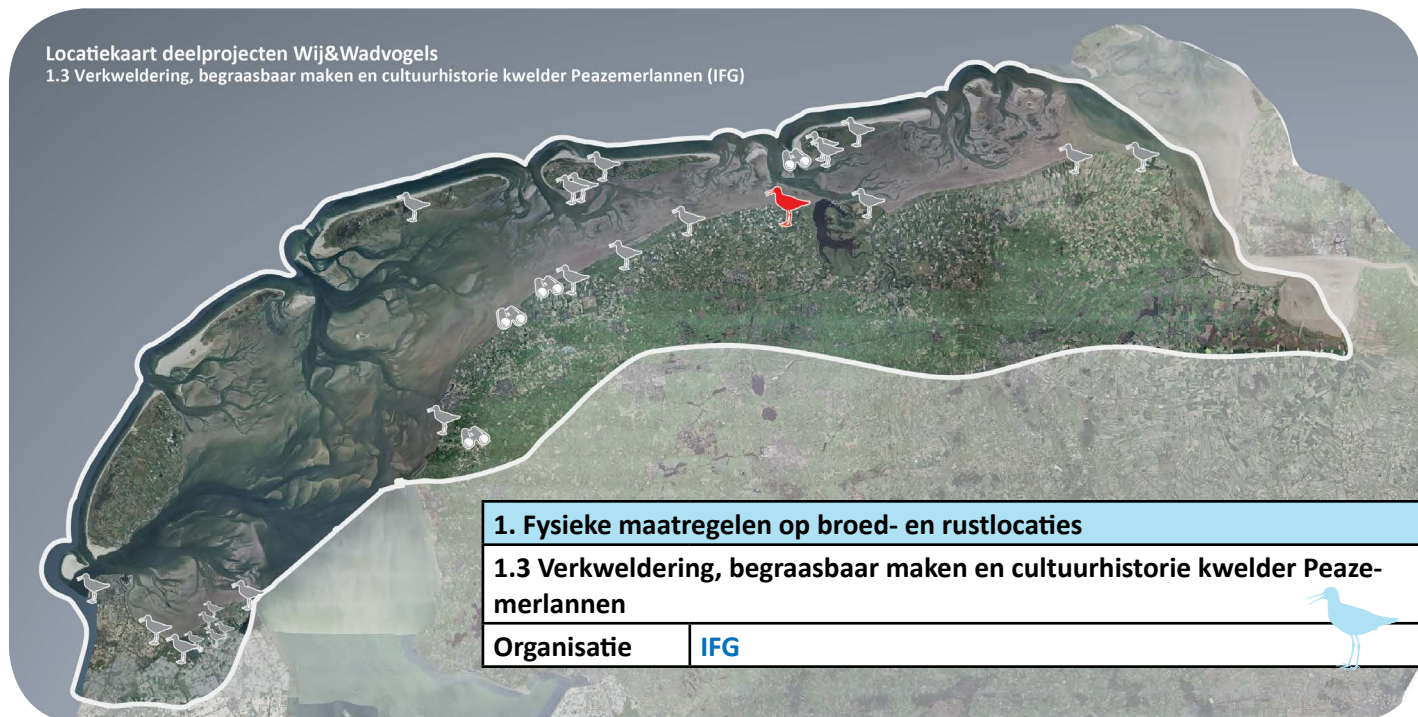 Locatiekaart deelprojecten Wij&Wadvogels
1.3 Verkweldering, begraasbaar maken en cultuurhistorie kwelder Peazemerlannen (IFG)
1. Fysieke maatregelen op broed- en rustlocaties
1.3 Verkweldering, begraasbaar maken en cultuurhistorie kwelder Peaze-
merlannen
Organisatie IFG